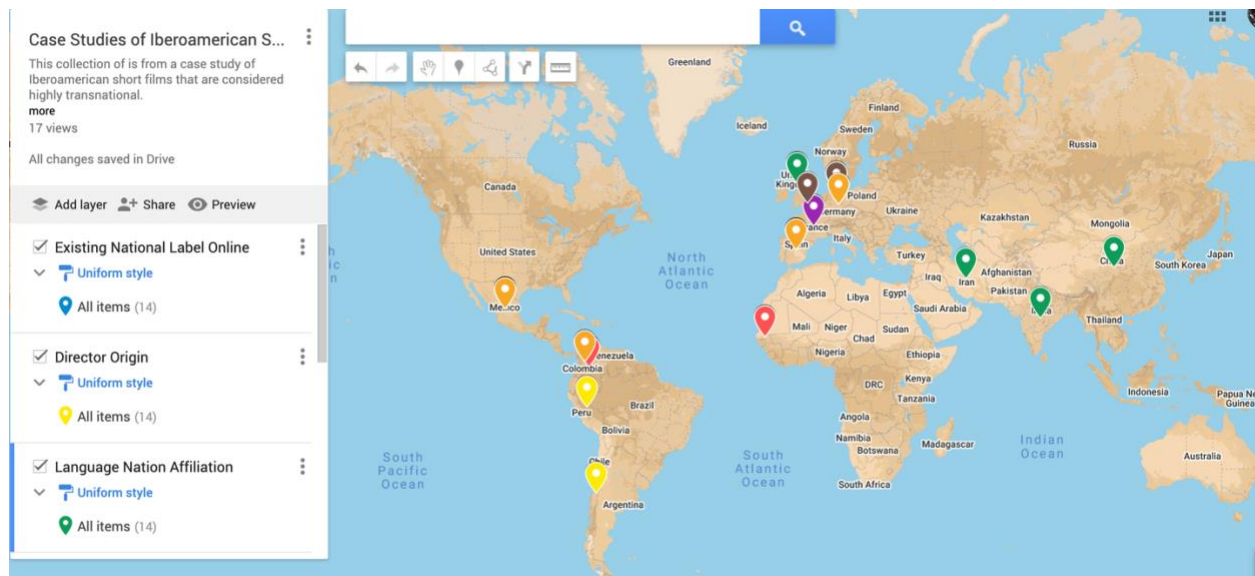 Case Studies of Iberoamerican S...
This collection of is from a case study of
Iberoamerican short films that are considered
highly transnational.
more
17 views
All changes saved in Drive
Add layer Share Preview
Existing National Label Online
Uniform style
All items (14)
Director Origin
Uniform style
All items (14)
Language Nation Affiliation
Uniform style
All items (14)
Greenland
Iceland
Finland
Sweden
Norway
Russia
Canada
Poland
Ukraine
Kazakhstan
Mongolia
United States
Italy
Turkey
North
Atlantic
Ocean
South Korea
Japan
Iraq
Iran
Afghanistan
Pakistan
Algeria
Libya
Egypt
Saudi Arabia
Mali
Niger
Chad
Sudan
Thailand
Nigeria
Ethiopia
Colombia
DRC
Kenya
Tanzania
Indonesia
Papua Ne
Guinea
Peru
Brazil
Bolivia
Angola
Namibia
Botswana
Madagascar
South
Pacific
Ocean
South
Atlantic
Ocean
Indian
Ocean
Australia
South Africa
Argentina